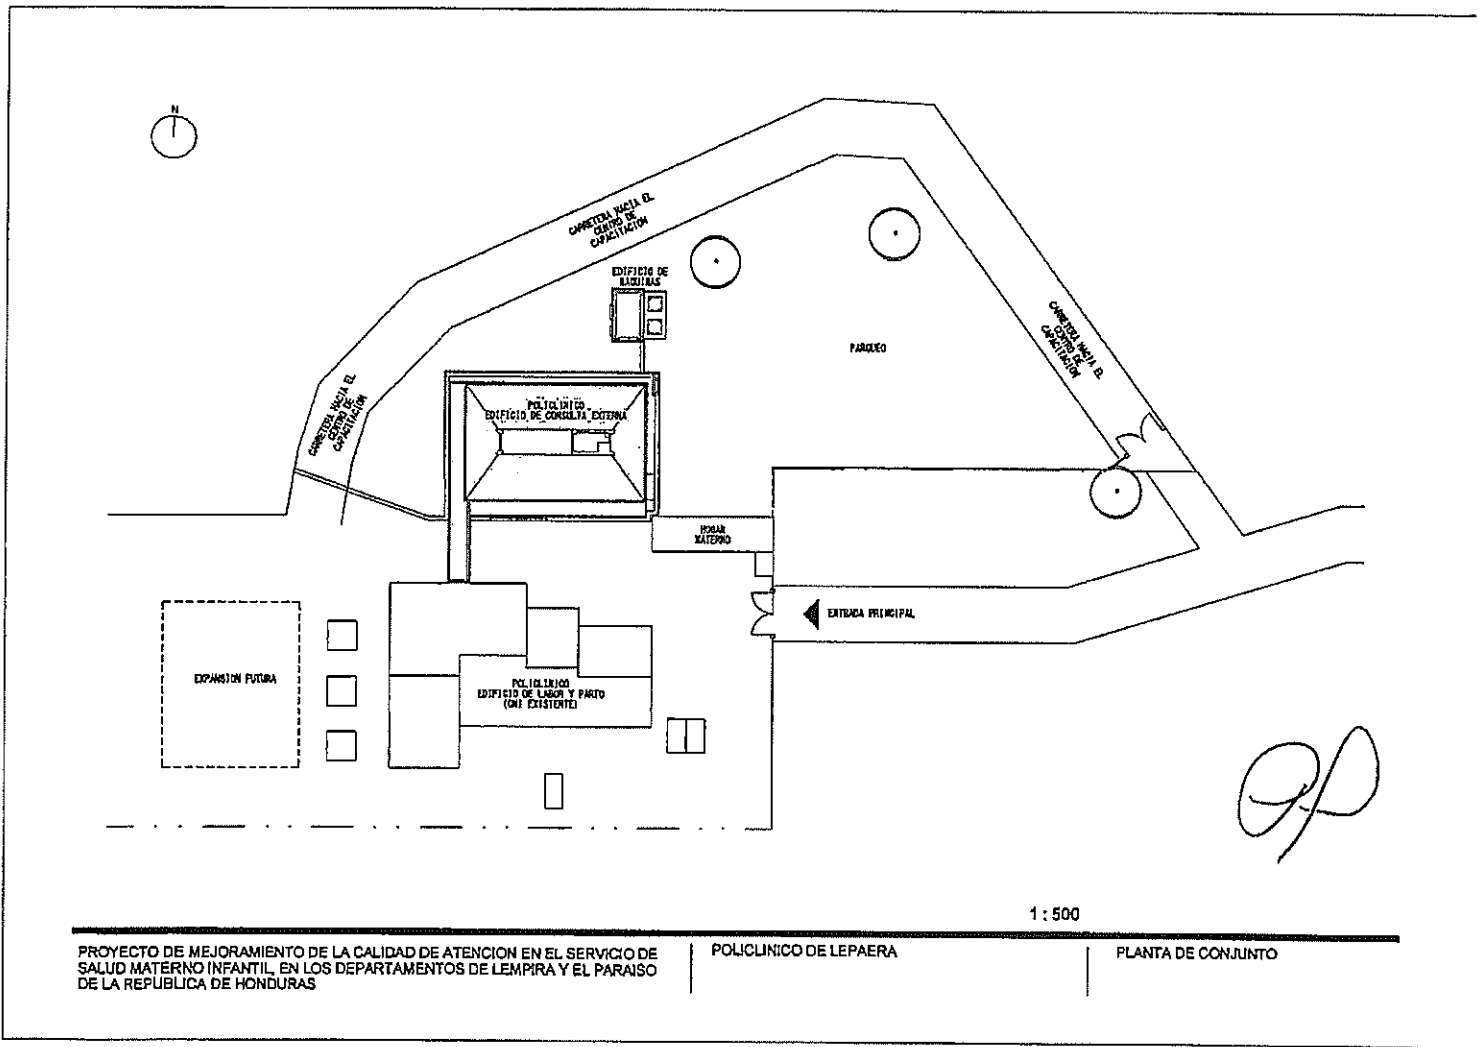 N
CARRETERA HACIA EL
CENTRO DE
CAPACITACION
EDIFICIO DE
MAQUINAS
CARRETERA HACIA EL
CENTRO DE
CAPACITACION
PARQUEO
CARRETERA HACIA EL
CENTRO DE
CAPACITACION
POLICLINICO
EDIFICIO DE CONSULTA EXTERNA
HOGAR
MATERNO
ENTRADA PRINCIPAL
EXPANSION FUTURA
POLICLINICO
EDIFICIO DE LABOR Y PARTO
(CMI EXISTENTE)
1 : 500
PROYECTO DE MEJORAMIENTO DE LA CALIDAD DE ATENCION EN EL SERVICIO DE
SALUD MATERNO INFANTIL, EN LOS DEPARTAMENTOS DE LEMPIRA Y EL PARAISO
DE LA REPUBLICA DE HONDURAS
POLICLINICO DE LEPAERA
PLANTA DE CONJUNTO